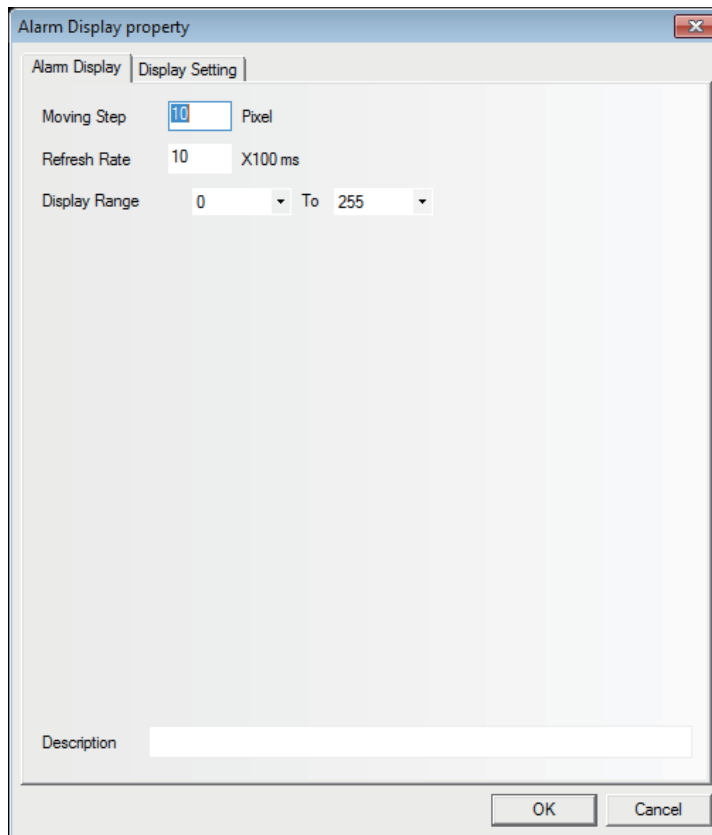 Alarm Display property
Alarm Display Display Setting
Moving Step 10 Pixel
Refresh Rate 10 X100 ms
Display Range 0 To 255
Description
OK Cancel